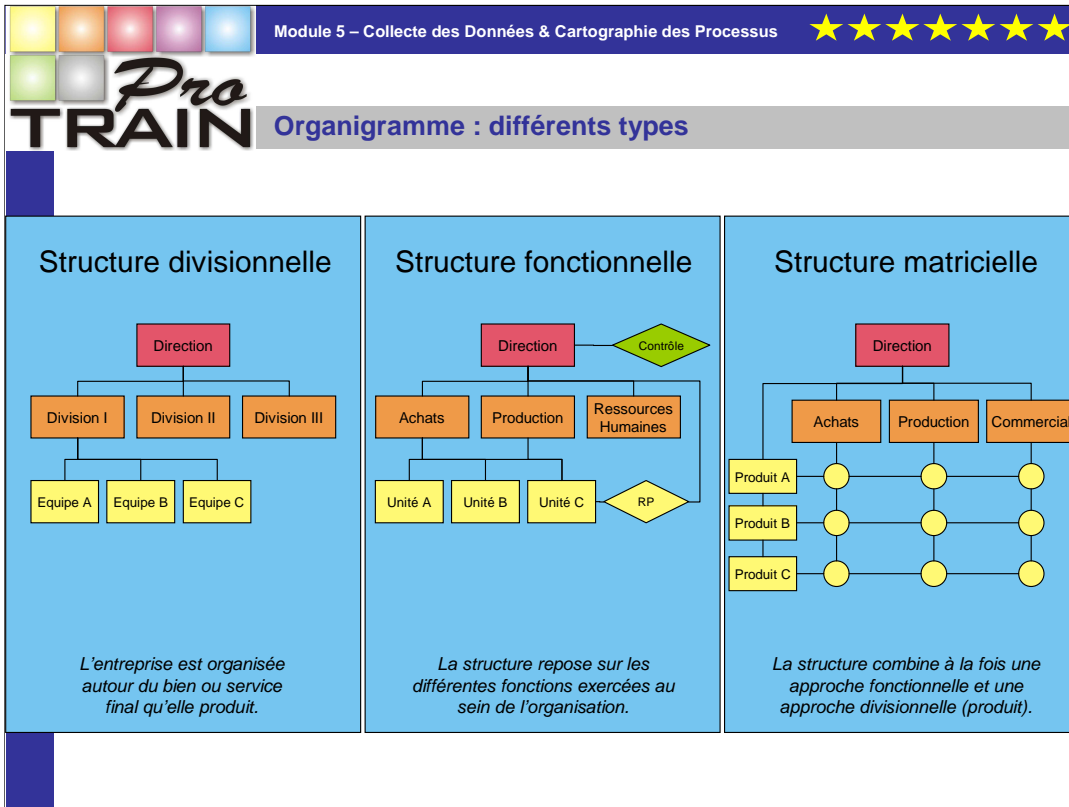 Module 5 – Collecte des Données & Cartographie des Processus
Pro
TRAIN
Organigramme : différents types
Structure divisionnelle
Direction
Division I
Division II
Division III
Equipe A
Equipe B
Equipe C
L'entreprise est organisée
autour du bien ou service
final qu'elle produit.
Structure fonctionnelle
Direction
Contrôle
Achats
Production
Ressources
Humaines
Unité A
Unité B
Unité C
RP
La structure repose sur les
différentes fonctions exercées au
sein de l'organisation.
Structure matricielle
Direction
Achats
Production
Commercial
Produit A
Produit B
Produit C
La structure combine à la fois une
approche fonctionnelle et une
approche divisionnelle (produit).